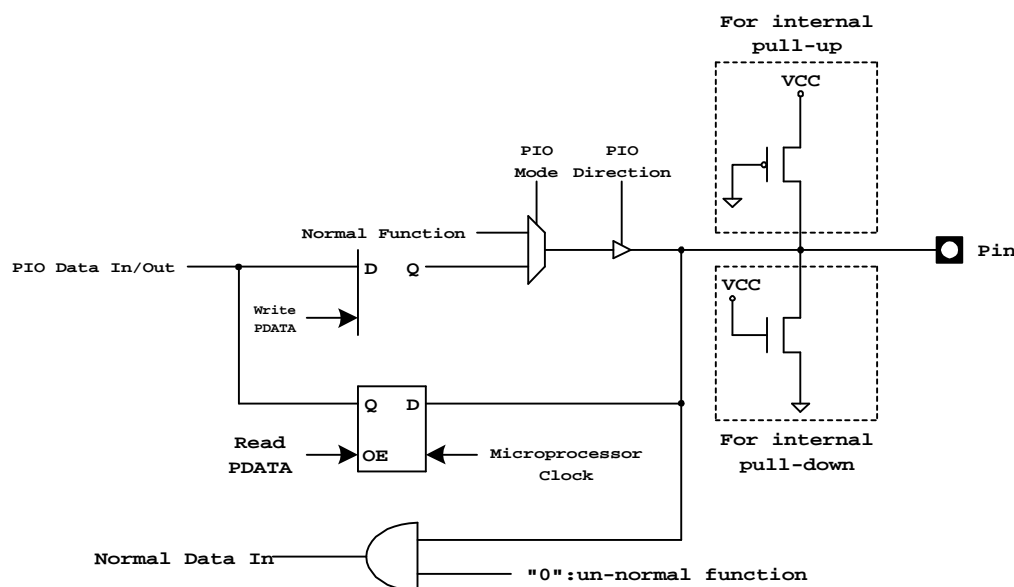 For internal
pull-up
VCC
PIO
Mode
PIO
Direction
Normal Function
PIO Data In/Out
D
Q
Pin
VCC
Write
PDATA
Q
D
For internal
pull-down
Read
PDATA
OE
Microprocessor
Clock
Normal Data In
"0":un-normal function